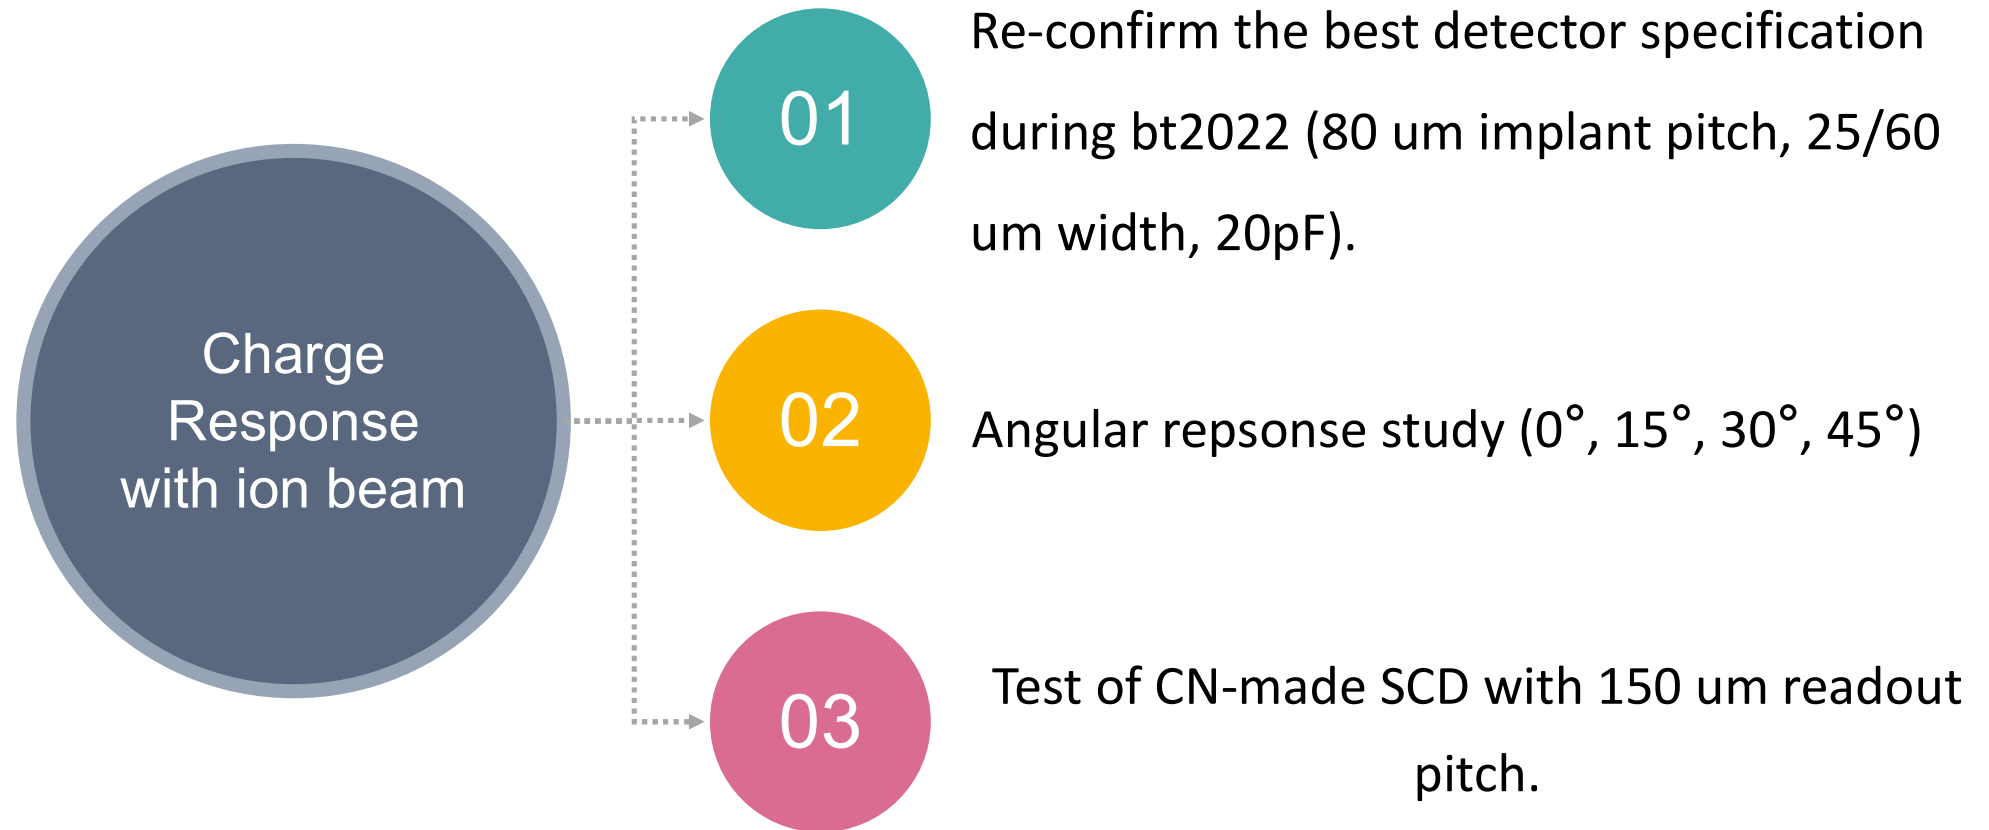 Charge
Response
with ion beam
01
Re-confirm the best detector specification
during bt2022 (80 um implant pitch, 25/60
um width, 20pF).
02
Angular repsonse study (0°, 15°, 30°, 45°)
03
Test of CN-made SCD with 150 um readout
pitch.